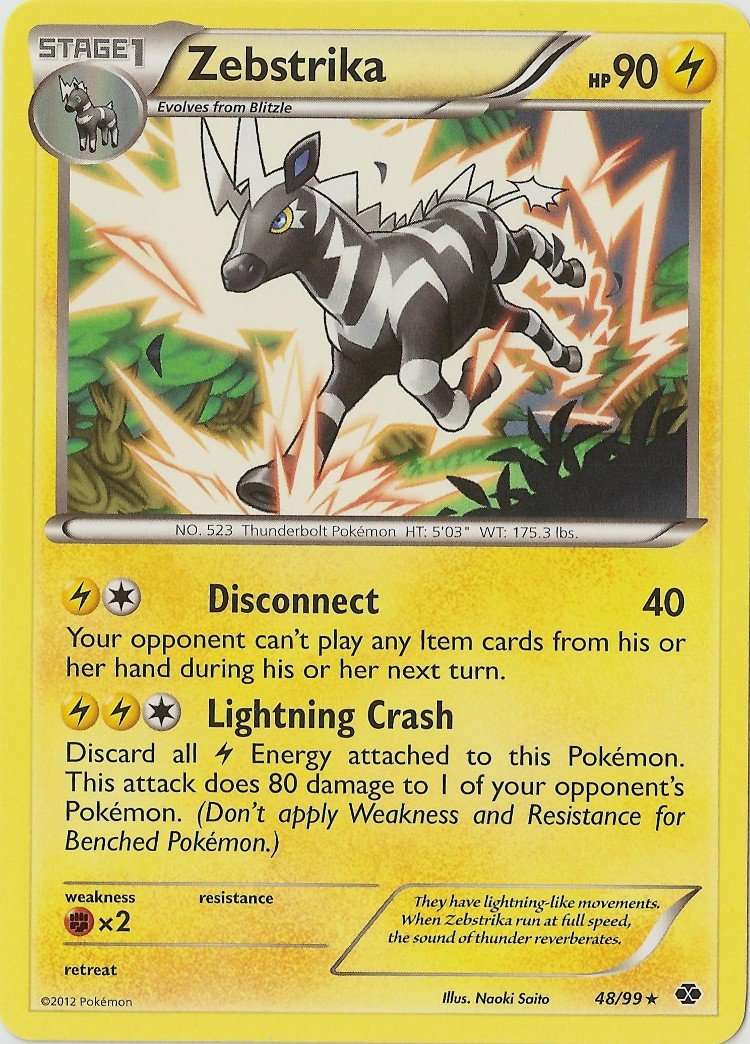 STAGE1
Zebstrika
HP 90
Evolves from Blitzle
NO. 523 Thunderbolt Pokémon HT: 5'03" WT: 175.3 lbs.
Disconnect 40
Your opponent can't play any Item cards from his or
her hand during his or her next turn.
Lightning Crash
Discard all Energy attached to this Pokémon.
This attack does 80 damage to 1 of your opponent's
Pokémon. (Don't apply Weakness and Resistance for
Benched Pokémon.)
weakness resistance
×2
They have lightning-like movements.
When Zebstrika run at full speed,
the sound of thunder reverberates.
retreat
©2012 Pokémon
Illus. Naoki Saito
48/99 ★